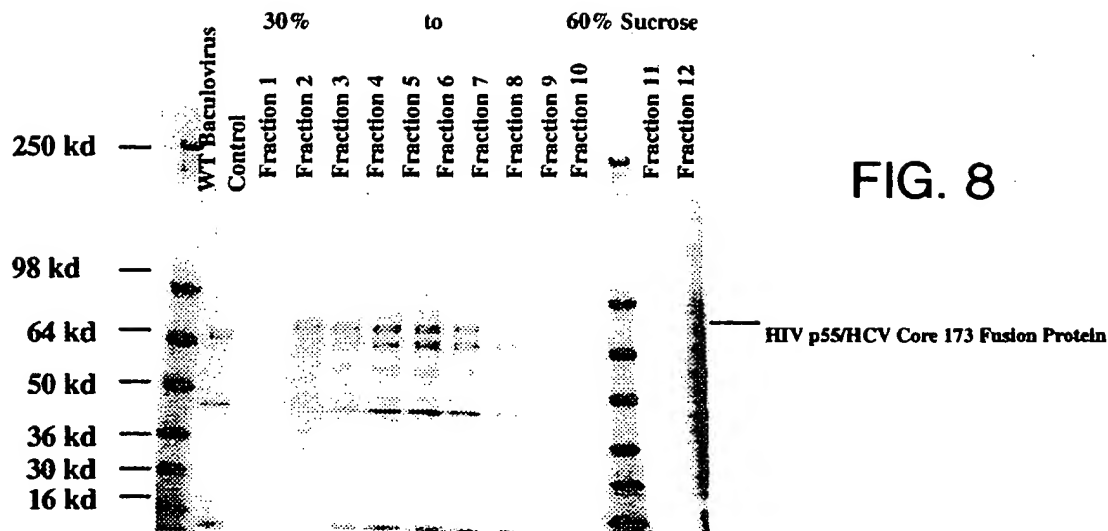 30% to 60% Sucrose
WT Baculovirus
Control
Fraction 1
Fraction 2
Fraction 3
Fraction 4
Fraction 5
Fraction 6
Fraction 7
Fraction 8
Fraction 9
Fraction 10
Fraction 11
Fraction 12
250 kd
FIG. 8
98 kd
64 kd
HIV p55/HCV Core 173 Fusion Protein
50 kd
36 kd
30 kd
16 kd